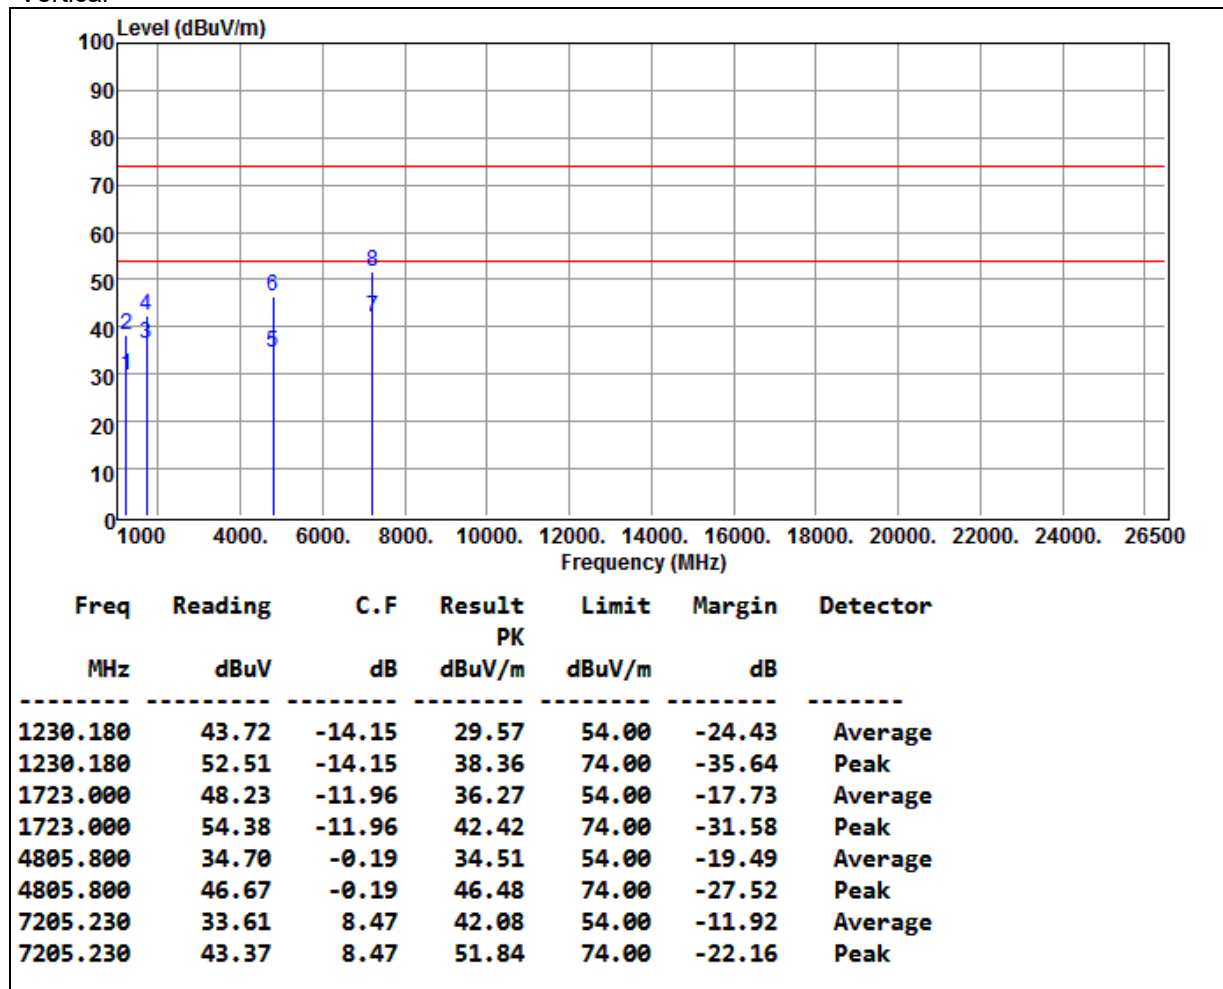 Vertical
Level (dBuV/m)
100
90
80
70
60
50
40
30
20
10
0
8
6
7
4
2
3
5
1
1000 4000. 6000. 8000. 10000. 12000. 14000. 16000. 18000. 20000. 22000. 24000. 26500
Frequency (MHz)
Freq Reading C.F Result Limit Margin Detector
PK
MHz dBuV dB dBuV/m dBuV/m dB
-------- --------- -------- -------- -------- -------- -------
1230.180 43.72 -14.15 29.57 54.00 -24.43 Average
1230.180 52.51 -14.15 38.36 74.00 -35.64 Peak
1723.000 48.23 -11.96 36.27 54.00 -17.73 Average
1723.000 54.38 -11.96 42.42 74.00 -31.58 Peak
4805.800 34.70 -0.19 34.51 54.00 -19.49 Average
4805.800 46.67 -0.19 46.48 74.00 -27.52 Peak
7205.230 33.61 8.47 42.08 54.00 -11.92 Average
7205.230 43.37 8.47 51.84 74.00 -22.16 Peak